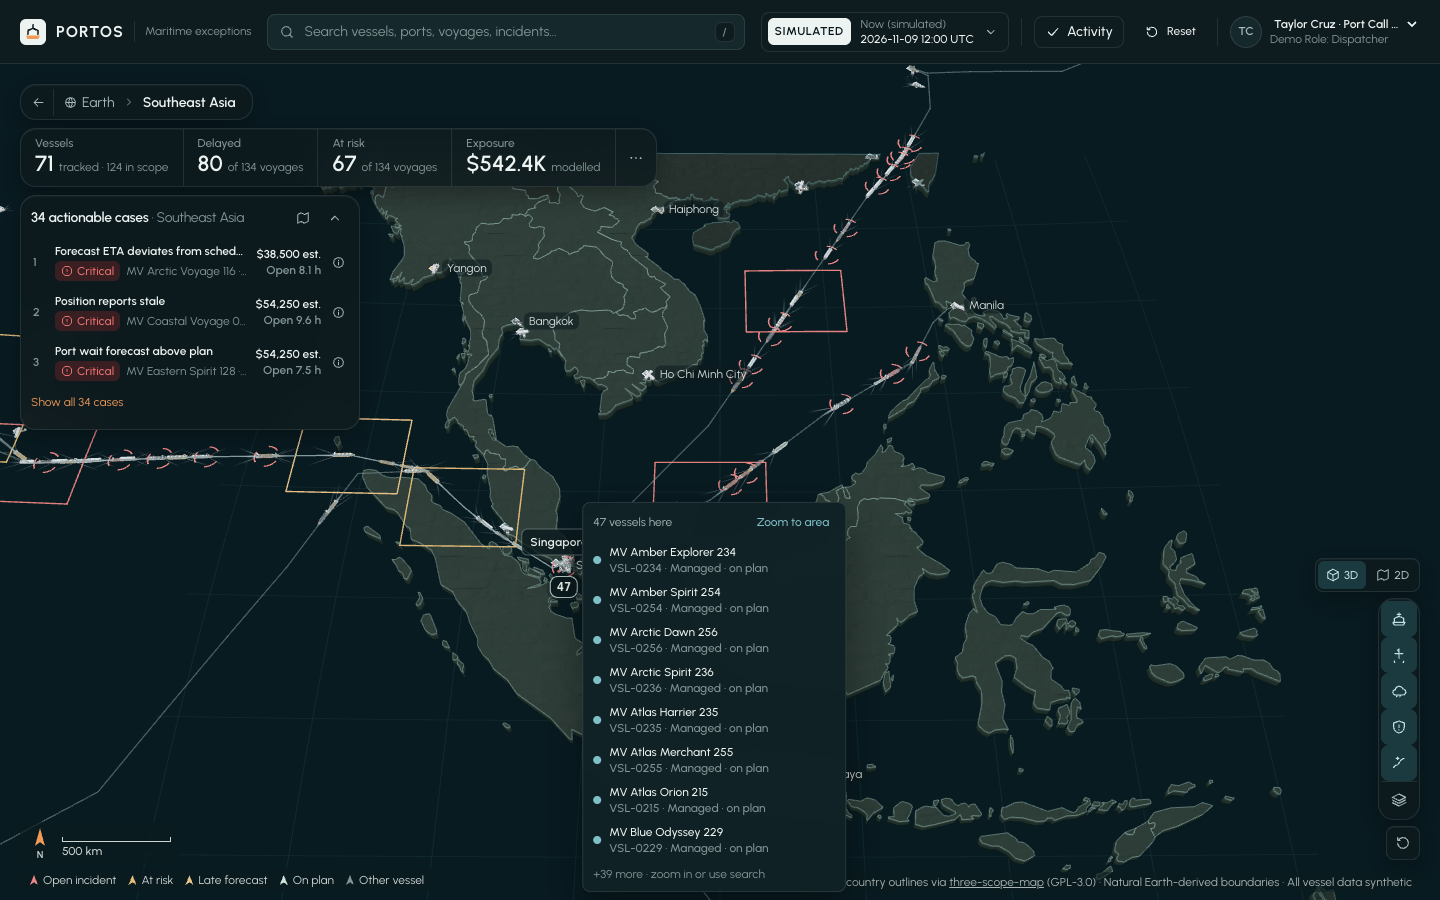 PORTOS
Maritime exceptions
Search vessels, ports, voyages, incidents...
/
SIMULATED
Now (simulated)
2026-11-09 12:00 UTC
Activity
Reset
TC
Taylor Cruz · Port Call ...
Demo Role: Dispatcher
Earth
Southeast Asia
Vessels
71 tracked · 124 in scope
Delayed
80 of 134 voyages
At risk
67 of 134 voyages
Exposure
$542.4K modelled
34 actionable cases · Southeast Asia
1
Forecast ETA deviates from sched...
$38,500 est.
Critical
MV Arctic Voyage 116 ·...
Open 8.1 h
2
Position reports stale
$54,250 est.
Critical
MV Coastal Voyage 0...
Open 9.6 h
3
Port wait forecast above plan
$54,250 est.
Critical
MV Eastern Spirit 128 ·...
Open 7.5 h
Show all 34 cases
Haiphong
Yangon
Bangkok
Manila
Ho Chi Minh City
Singapor
S
47
47 vessels here
Zoom to area
MV Amber Explorer 234
VSL-0234 · Managed · on plan
MV Amber Spirit 254
VSL-0254 · Managed · on plan
MV Arctic Dawn 256
VSL-0256 · Managed · on plan
MV Arctic Spirit 236
VSL-0236 · Managed · on plan
MV Atlas Harrier 235
VSL-0235 · Managed · on plan
MV Atlas Merchant 255
VSL-0255 · Managed · on plan
MV Atlas Orion 215
VSL-0215 · Managed · on plan
MV Blue Odyssey 229
VSL-0229 · Managed · on plan
+39 more · zoom in or use search
aya
3D
2D
N
500 km
Open incident
At risk
Late forecast
On plan
Other vessel
country outlines via three-scope-map (GPL-3.0) · Natural Earth-derived boundaries · All vessel data synthetic